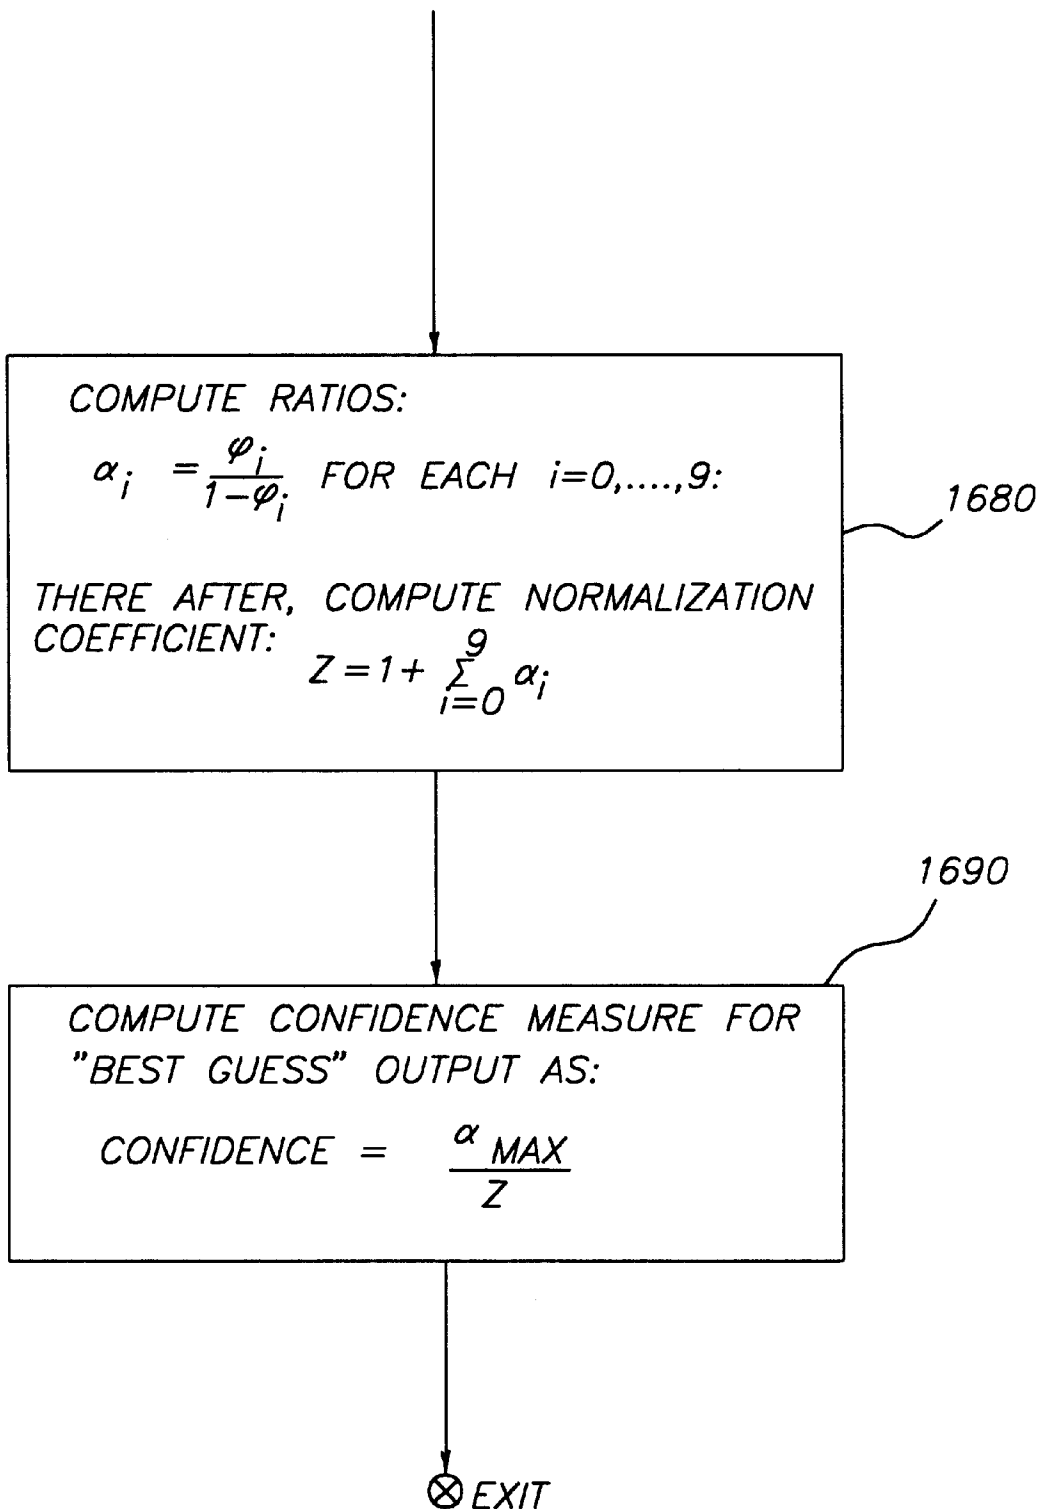 COMPUTE RATIOS:
α_i = φ_i / (1-φ_i) FOR EACH i=0,....,9:
1680
THERE AFTER, COMPUTE NORMALIZATION
COEFFICIENT:
Z = 1 + Σ_{i=0}^{9} α_i
1690
COMPUTE CONFIDENCE MEASURE FOR
"BEST GUESS" OUTPUT AS:
CONFIDENCE = α MAX / Z
EXIT